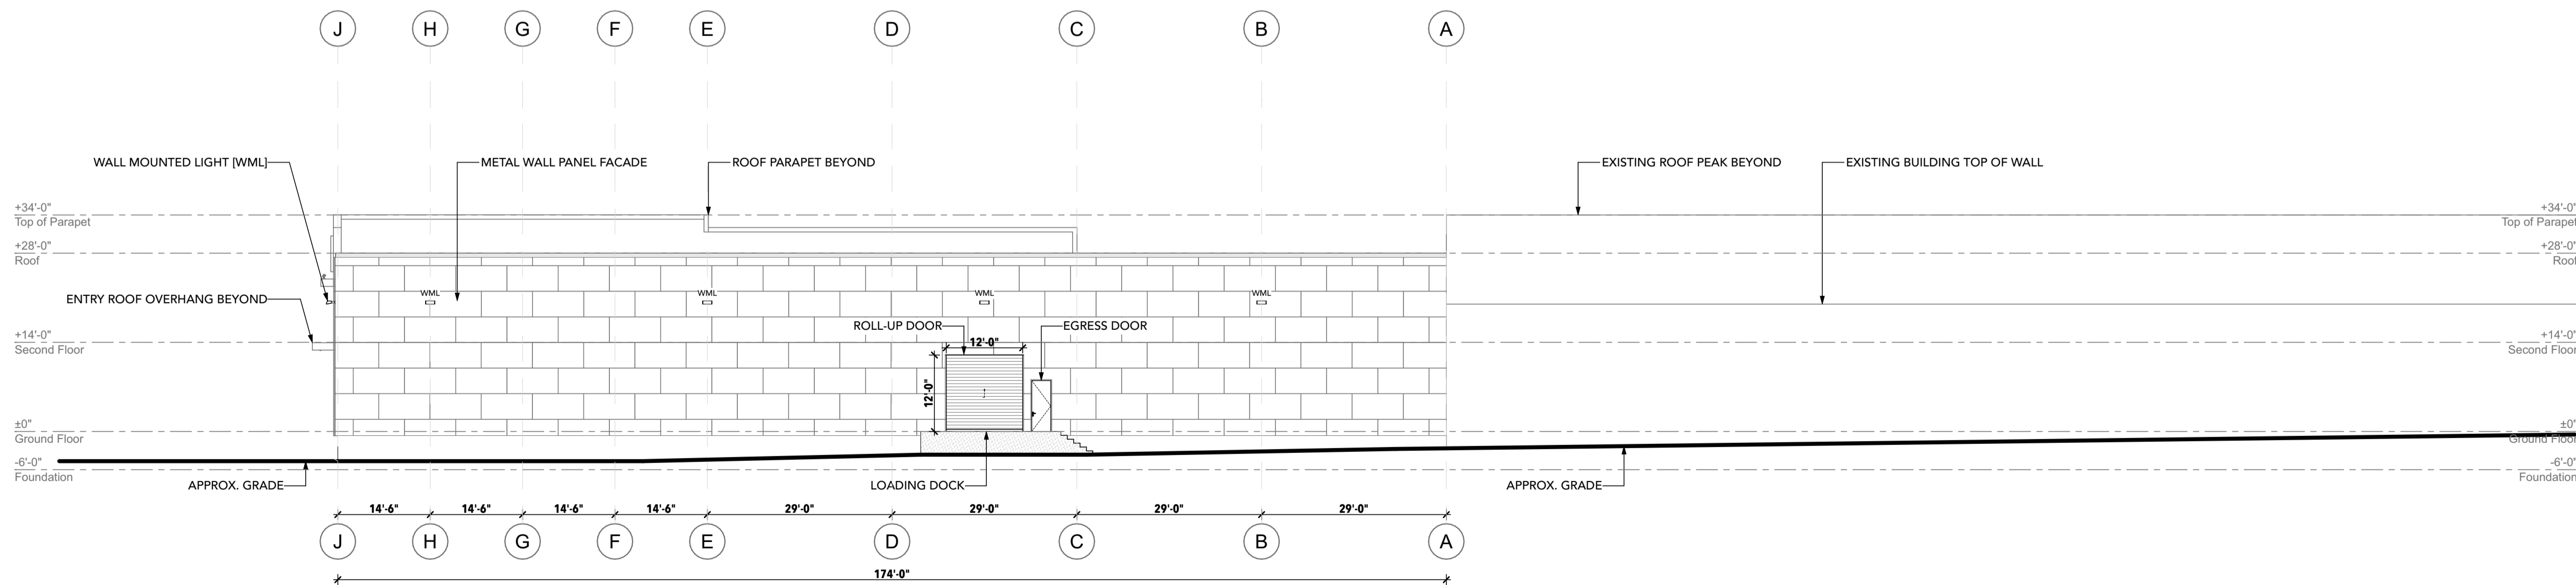 J H G F E D C B A
WALL MOUNTED LIGHT [WML] METAL WALL PANEL FACADE ROOF PARAPET BEYOND EXISTING ROOF PEAK BEYOND EXISTING BUILDING TOP OF WALL
+34'-0" +34'-0"
Top of Parapet Top of Parapet
+28'-0" +28'-0"
Roof Roof
WML WML WML WML
ENTRY ROOF OVERHANG BEYOND
ROLL-UP DOOR EGRESS DOOR
+14'-0" +14'-0"
12'-0"
Second Floor Second Floor
12'-0"
±0" ±0"
Ground Floor Ground Floor
-6'-0" -6'-0"
Foundation Foundation
APPROX. GRADE LOADING DOCK APPROX. GRADE
14'-6" 14'-6" 14'-6" 14'-6" 29'-0" 29'-0" 29'-0" 29'-0"
J H G F E D C B A
174'-0"